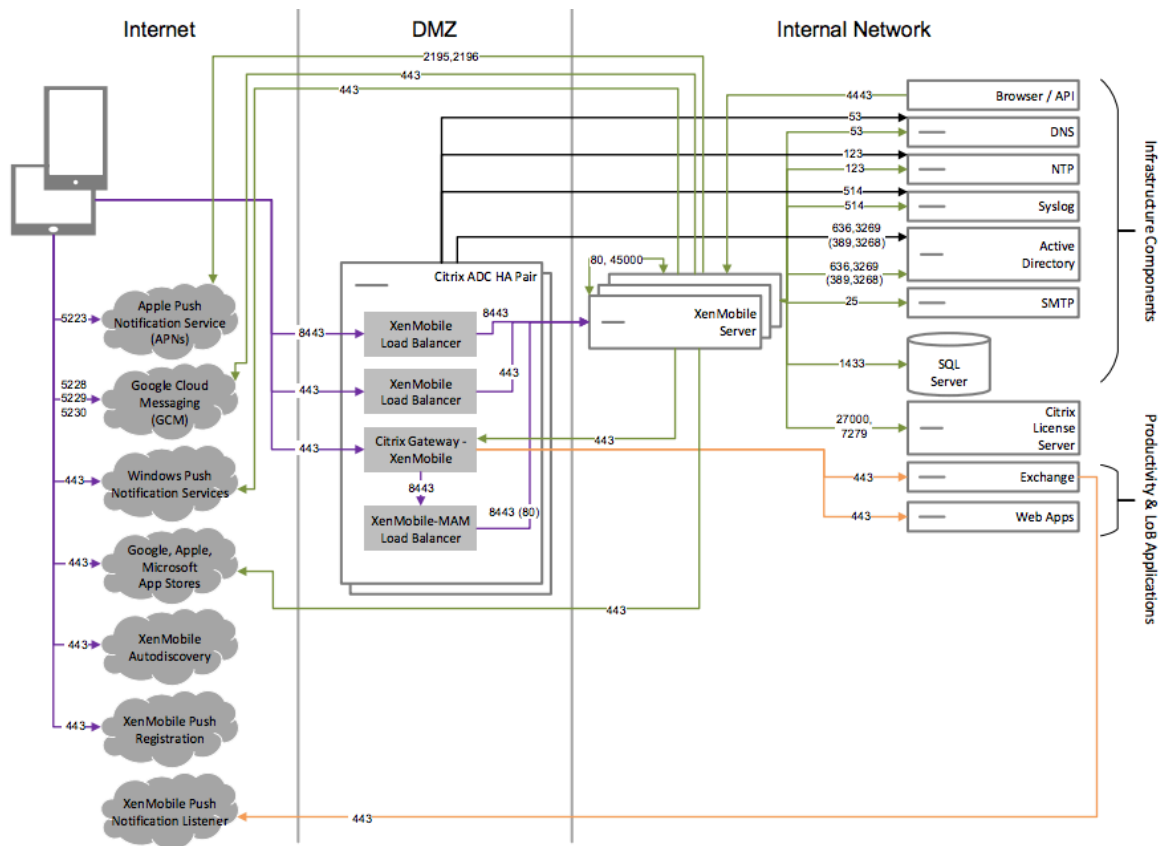 Internet
DMZ
Internal Network
2195,2196
443
443
4443
Browser / API
53
53
DNS
123
123
NTP
514
514
Syslog
636,3269
(389,3268)
636,3269
(389,3268)
Active
Directory
25
SMTP
1433
SQL
Server
27000,
7279
Citrix
License
Server
443
Exchange
443
Web Apps
Infrastructure Components
Productivity & LoB Applications
80, 45000
XenMobile
Server
Citrix ADC HA Pair
8443
XenMobile
Load Balancer
8443
443
XenMobile
Load Balancer
443
443
Citrix Gateway -
XenMobile
443
8443
XenMobile-MAM
Load Balancer
8443 (80)
443
5223
Apple Push
Notification Service
(APNs)
5228
5229
5230
Google Cloud
Messaging
(GCM)
443
Windows Push
Notification Services
443
Google, Apple,
Microsoft
App Stores
443
XenMobile
Autodiscovery
443
XenMobile Push
Registration
XenMobile Push
Notification Listener
443